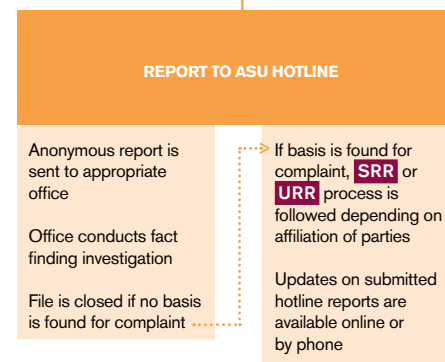 REPORT TO ASU HOTLINE
Anonymous report is
sent to appropriate
office
Office conducts fact
finding investigation
File is closed if no basis
is found for complaint
If basis is found for
complaint, SRR or
URR process is
followed depending on
affiliation of parties
Updates on submitted
hotline reports are
available online or
by phone